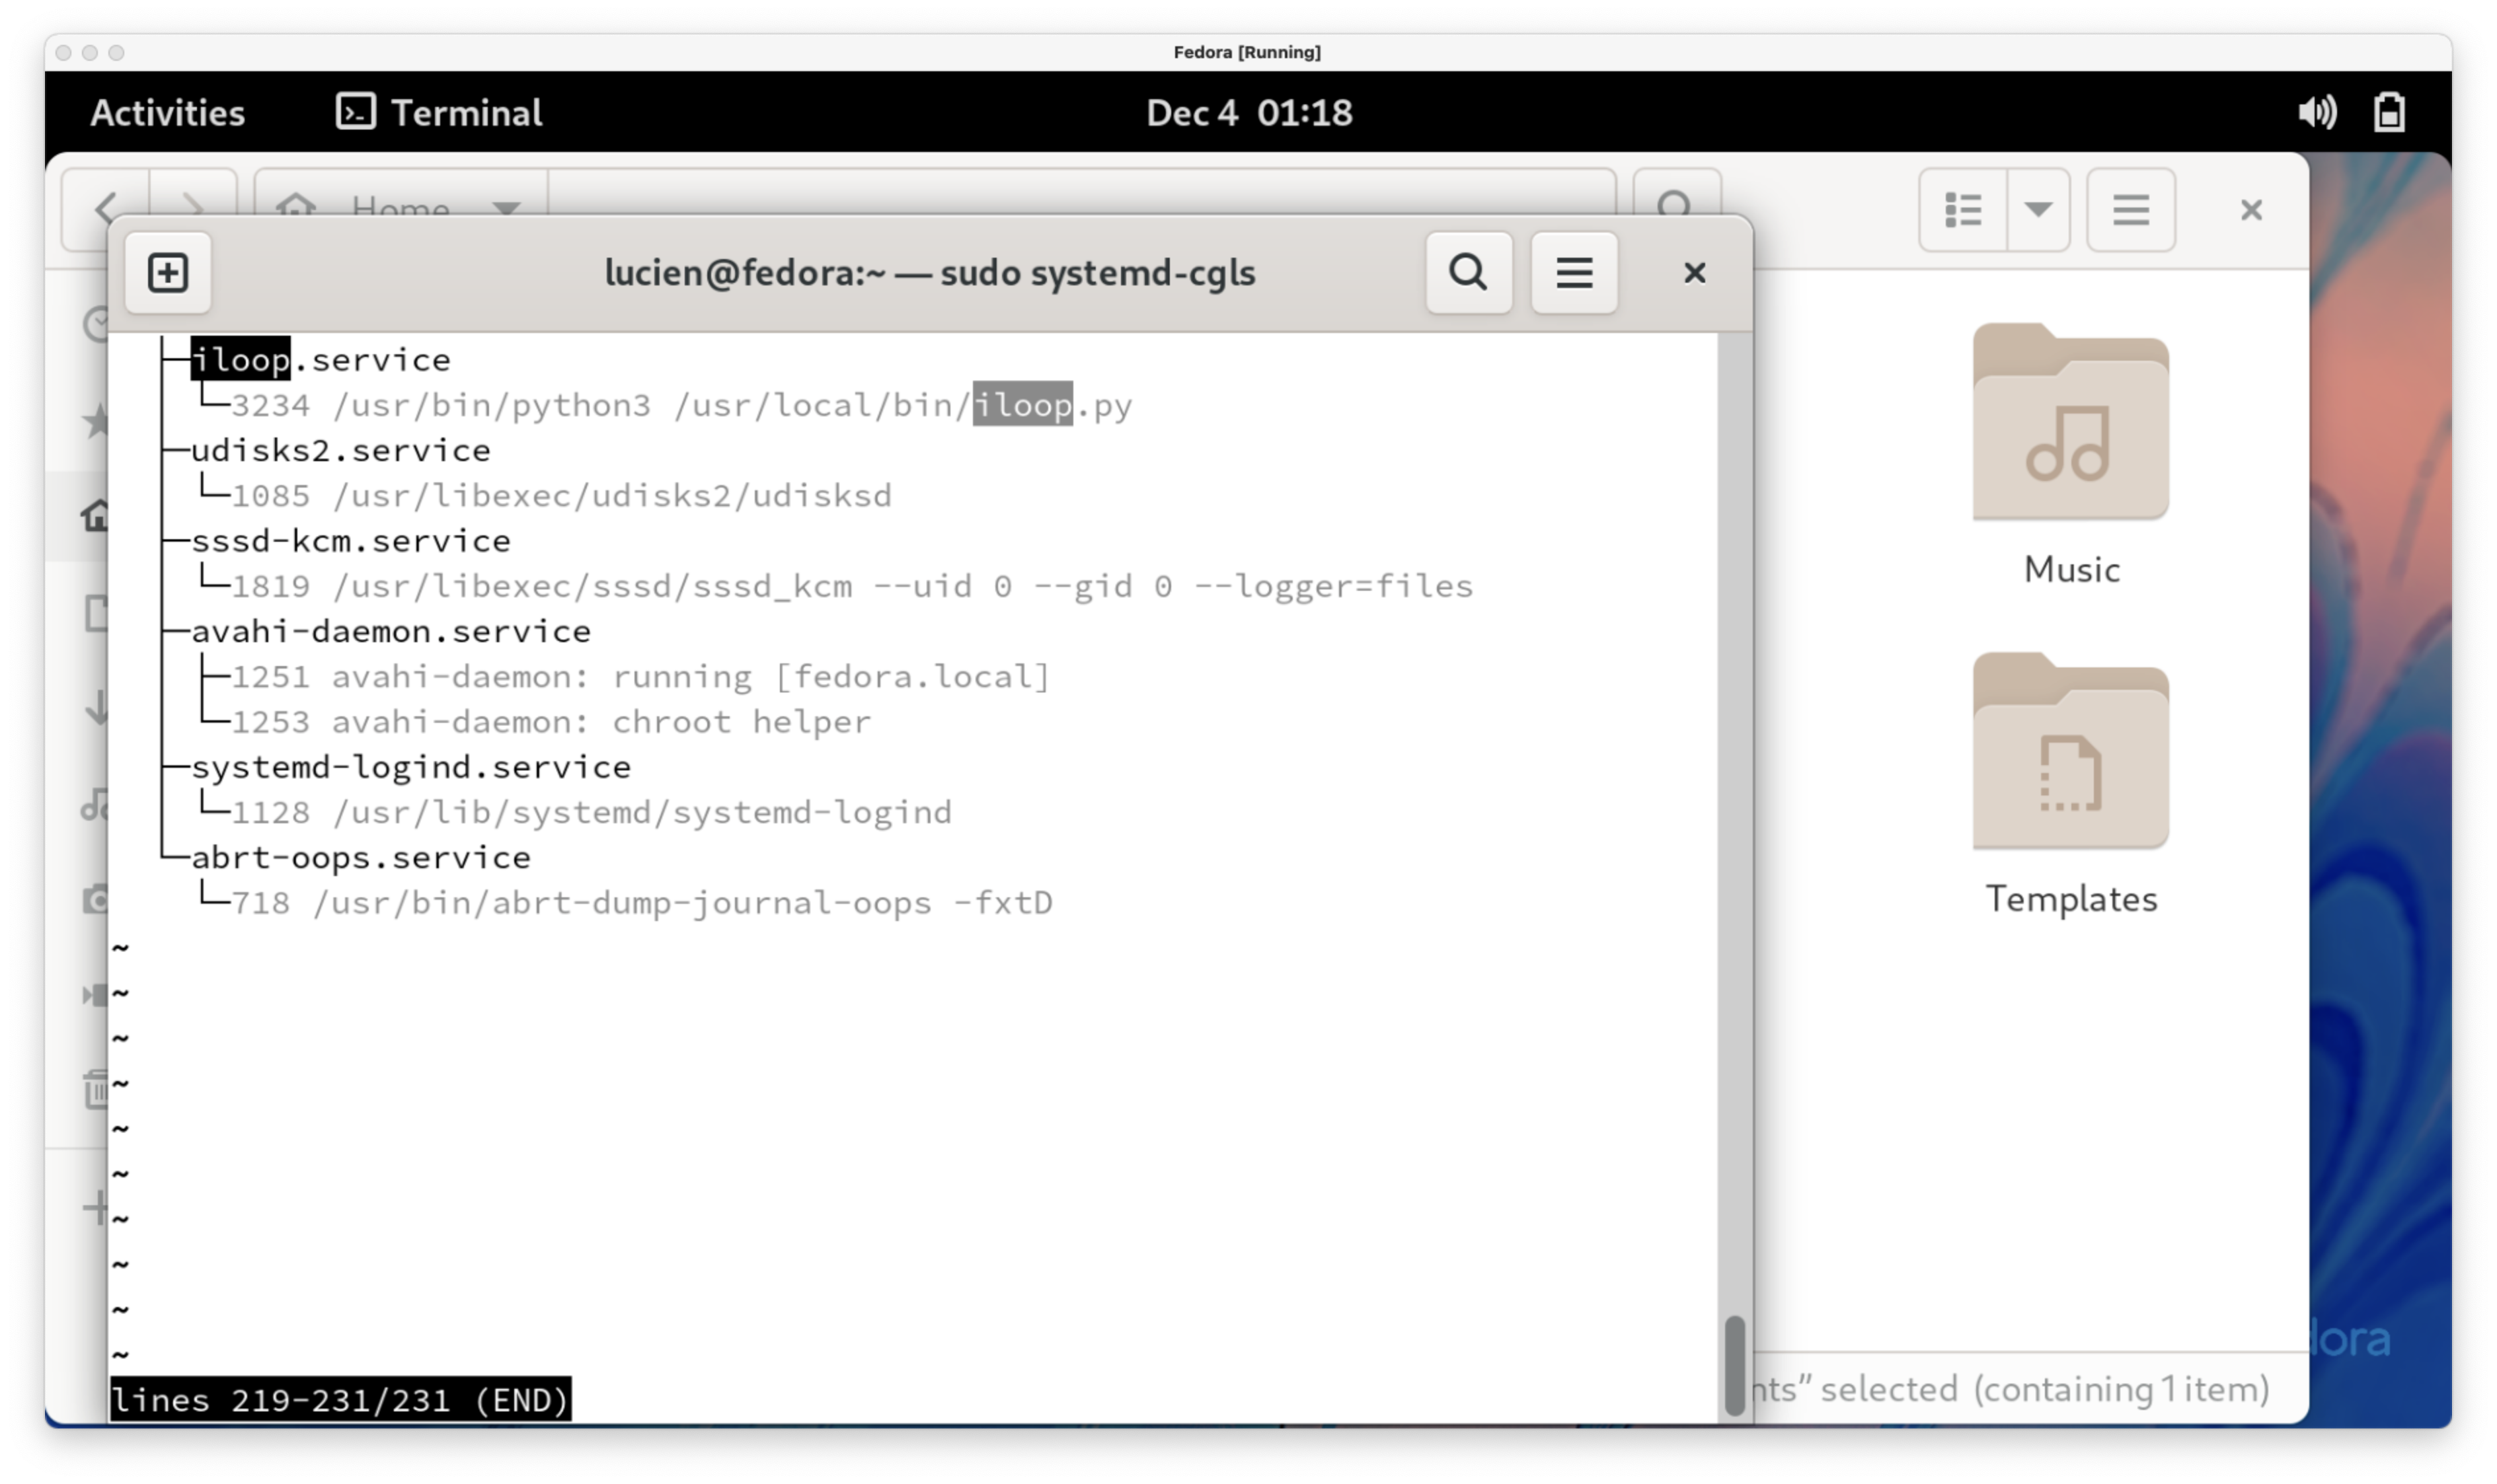 Fedora [Running]
Activities
Terminal
Dec 4 01:18
Home
lucien@fedora:~ — sudo systemd-cgls
├─iloop.service
│ └─3234 /usr/bin/python3 /usr/local/bin/iloop.py
├─udisks2.service
│ └─1085 /usr/libexec/udisks2/udisksd
├─sssd-kcm.service
│ └─1819 /usr/libexec/sssd/sssd_kcm --uid 0 --gid 0 --logger=files
├─avahi-daemon.service
│ ├─1251 avahi-daemon: running [fedora.local]
│ └─1253 avahi-daemon: chroot helper
├─systemd-logind.service
│ └─1128 /usr/lib/systemd/systemd-logind
└─abrt-oops.service
  └─718 /usr/bin/abrt-dump-journal-oops -fxtD
~
~
~
~
~
~
~
~
~
~
lines 219-231/231 (END)
Music
Templates
selected (containing 1 item)